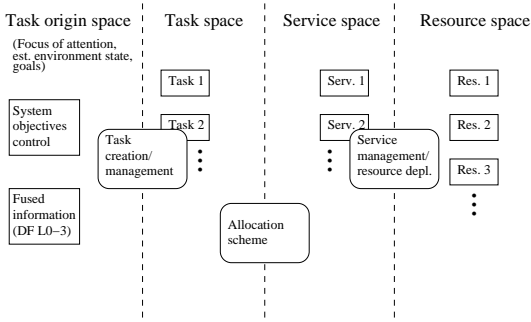 Task origin space
Task space
Service space
Resource space
(Focus of attention,
est. environment state,
goals)
Task 1
Serv. 1
Res. 1
System
objectives
control
Task 2
Serv. 2
Res. 2
Task
creation/
management
Service
management/
resource depl.
Res. 3
Fused
information
(DF L0−3)
Allocation
scheme